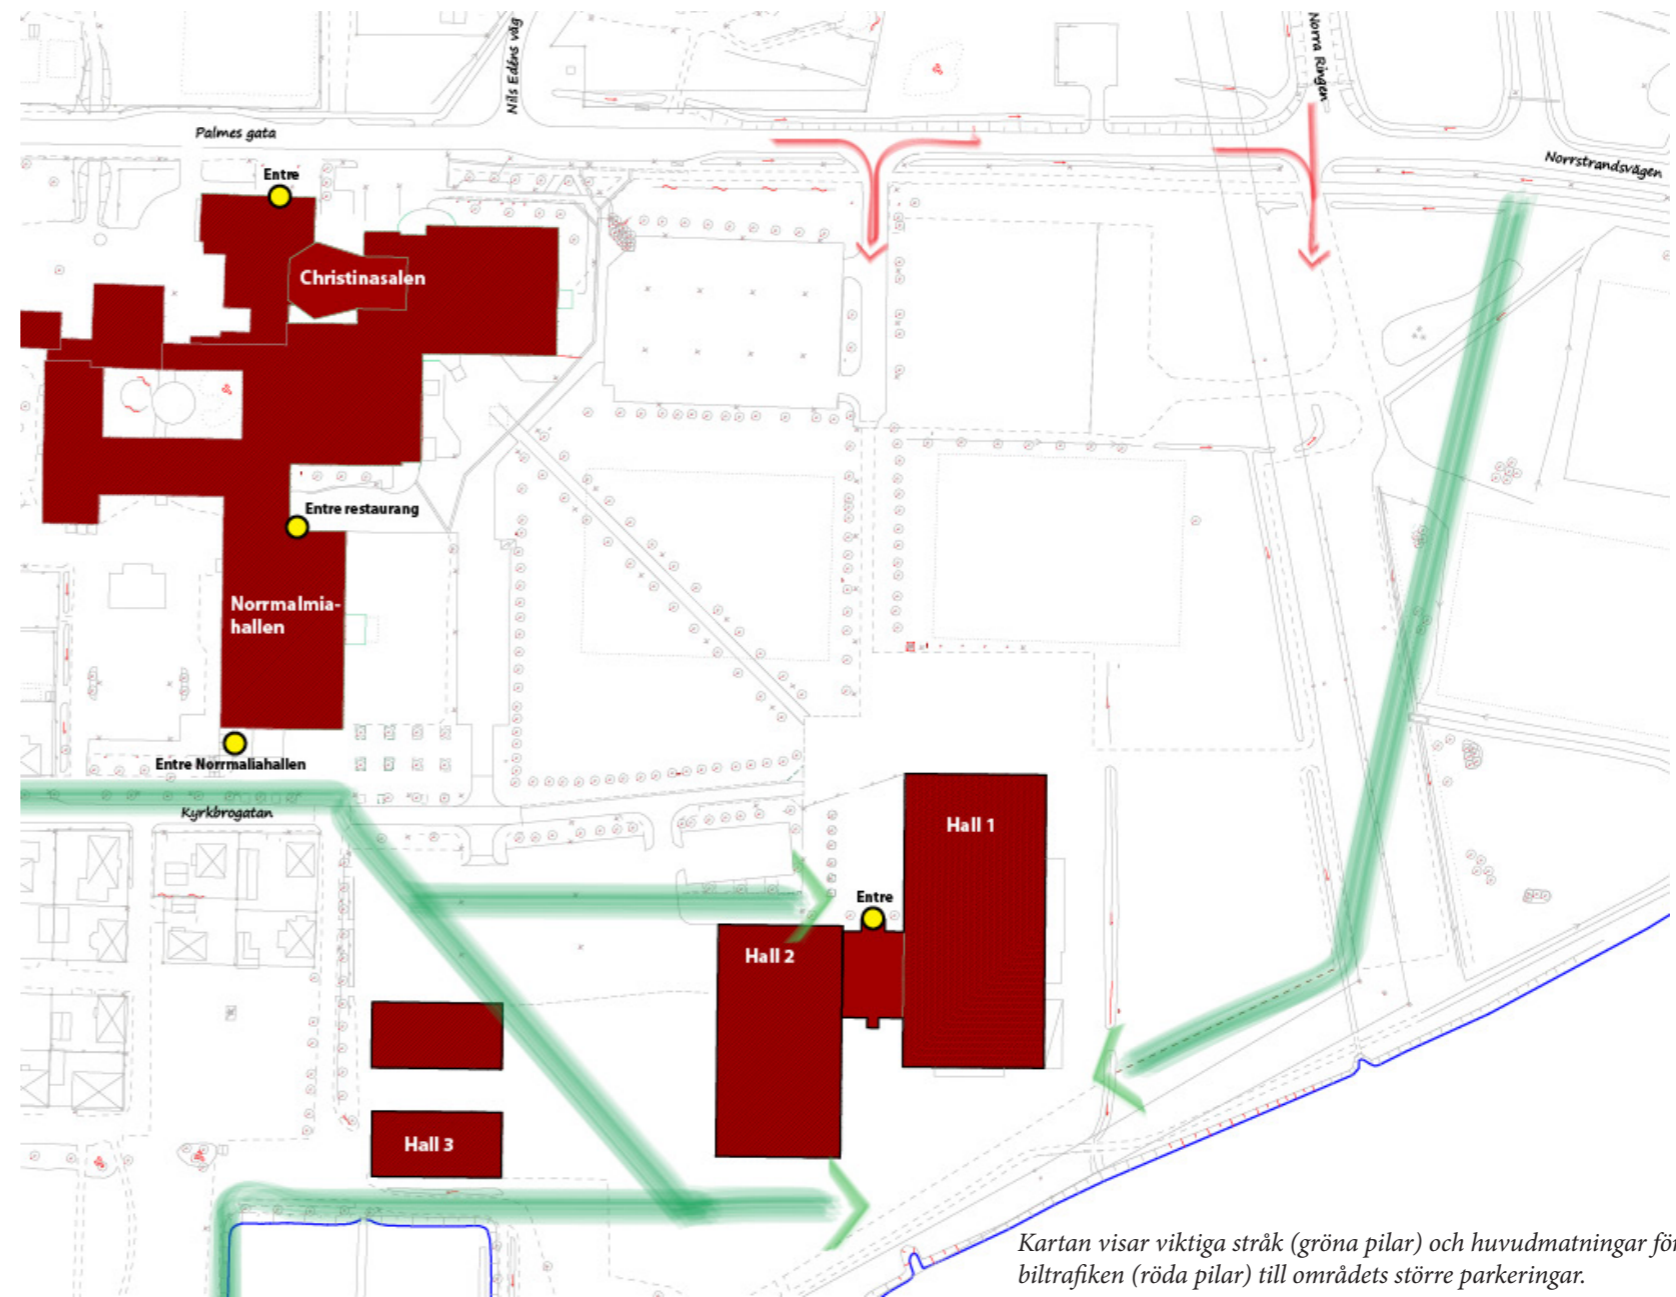 Nils Edéns väg
Norra Ringen
Palmes gata
Norrstrandsvägen
Entre
Christinasalen
Entre restaurang
Norrmalmia-
hallen
Entre Norrmaliahallen
Kyrkbrogatan
Hall 1
Entre
Hall 2
Hall 3
Kartan visar viktiga stråk (gröna pilar) och huvudmatningar för
biltrafiken (röda pilar) till områdets större parkeringar.